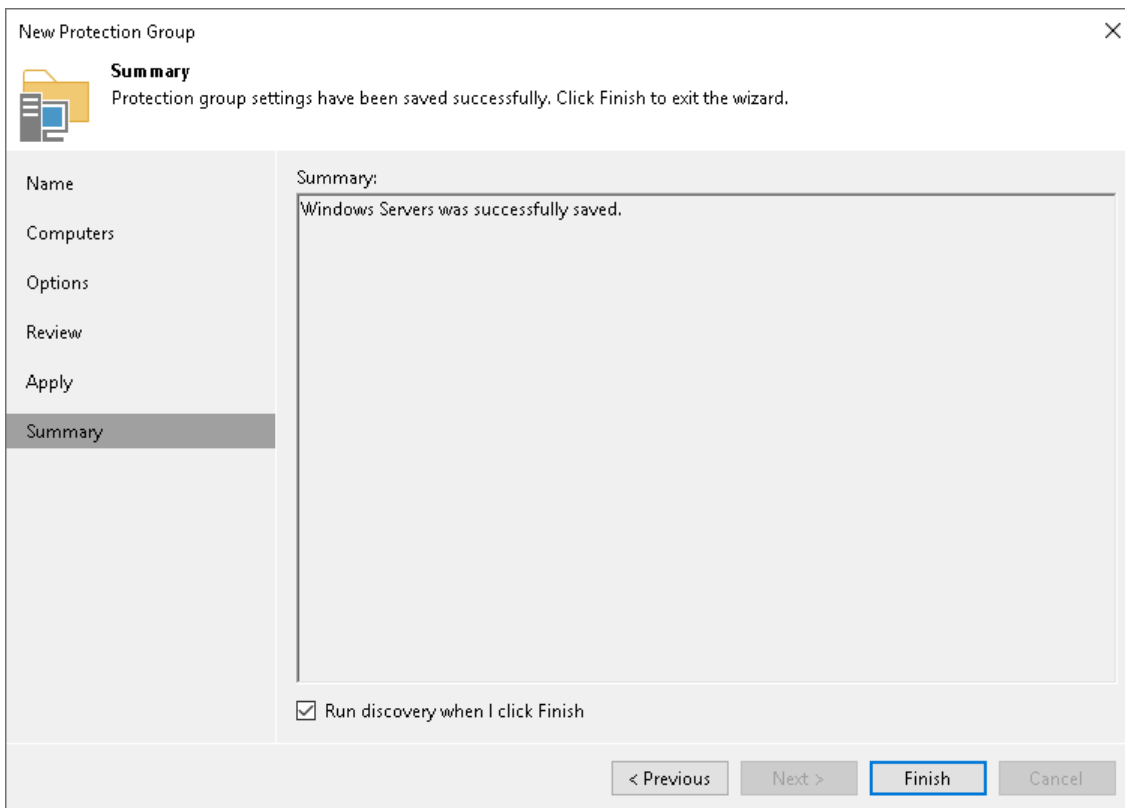 New Protection Group
Summary
Protection group settings have been saved successfully. Click Finish to exit the wizard.
Name
Computers
Options
Review
Apply
Summary
Summary:
Windows Servers was successfully saved.
Run discovery when I click Finish
< Previous
Next >
Finish
Cancel